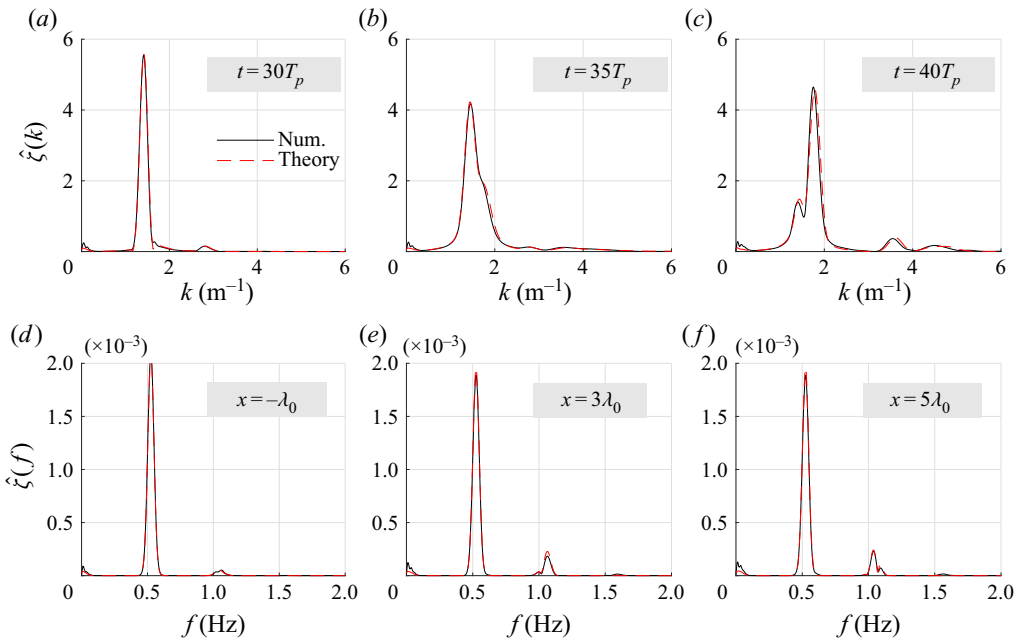 (a) (b) (c)
6 6 6
t = 30T_p t = 35T_p t = 40T_p
4 4 4
ζ̂(k) Num.
Theory
2 2 2
0 2 4 6 0 2 4 6 0 2 4 6
k (m⁻¹) k (m⁻¹) k (m⁻¹)
(d) (e) (f)
(×10⁻³) (×10⁻³) (×10⁻³)
2.0 2.0 2.0
x = –λ₀ x = 3λ₀ x = 5λ₀
1.5 1.5 1.5
ζ̂(f) 1.0 1.0 1.0
0.5 0.5 0.5
0 0.5 1.0 1.5 2.0 0 0.5 1.0 1.5 2.0 0 0.5 1.0 1.5 2.0
f (Hz) f (Hz) f (Hz)